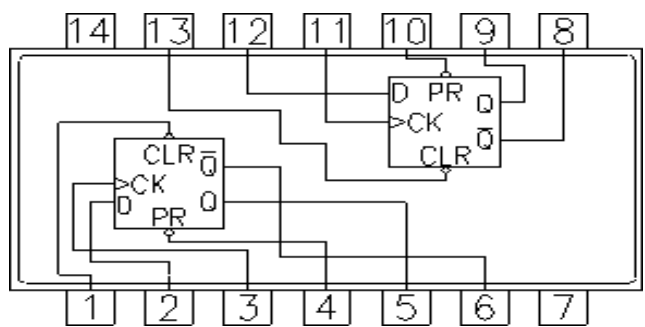 14 13 12 11 10 9 8
D PR Q
>CK Q̅
CLR
CLR Q̅
>CK
D Q
PR
1 2 3 4 5 6 7